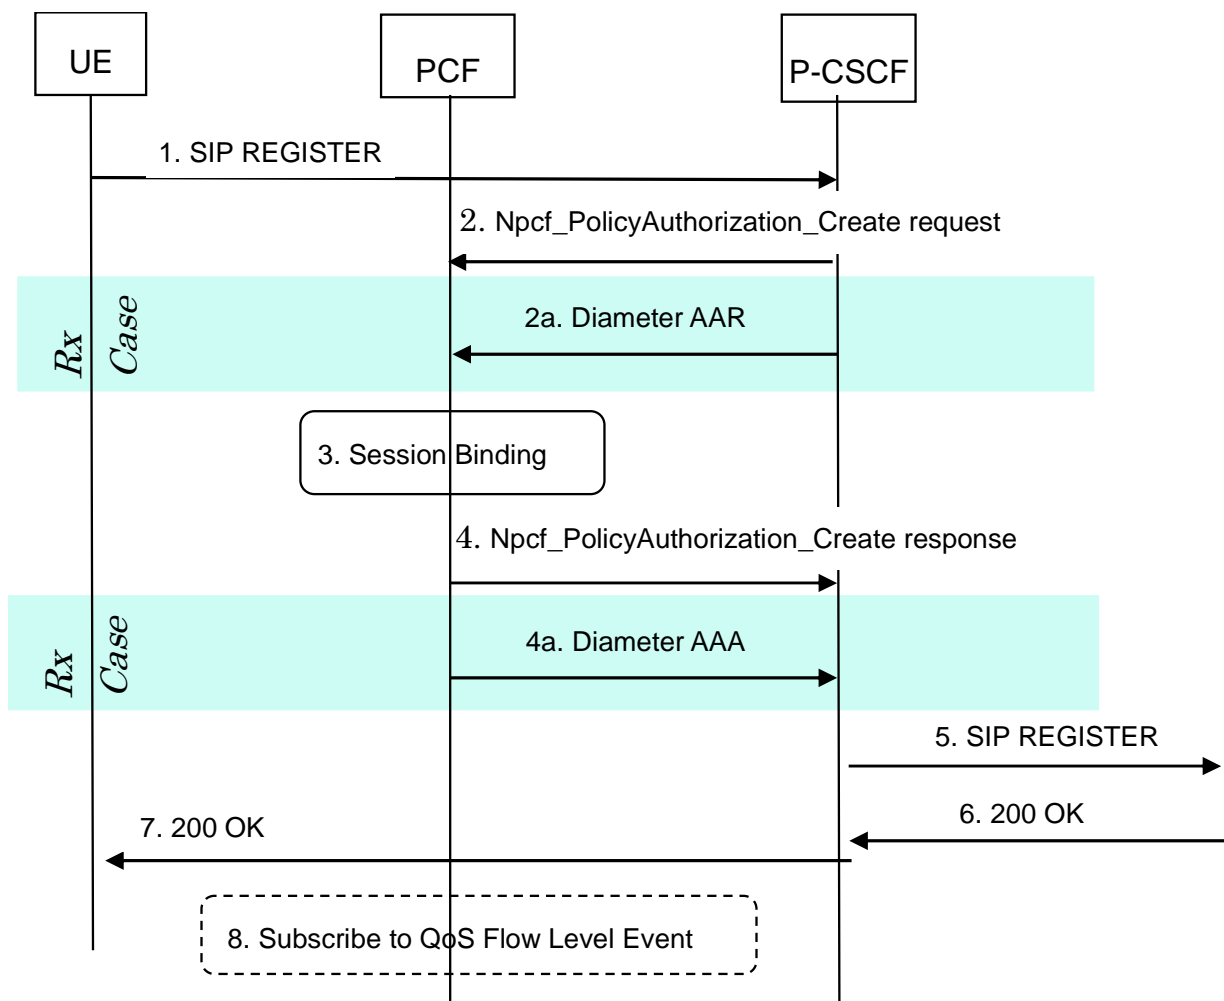 UE
PCF
P-CSCF
1. SIP REGISTER
2. Npcf_PolicyAuthorization_Create request
Rx
Case
2a. Diameter AAR
3. Session Binding
4. Npcf_PolicyAuthorization_Create response
Rx
Case
4a. Diameter AAA
5. SIP REGISTER
6. 200 OK
7. 200 OK
8. Subscribe to QoS Flow Level Event